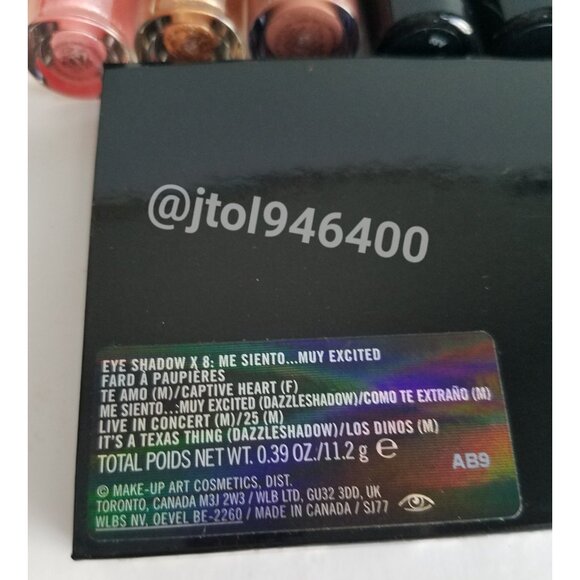 @jtol946400
EYE SHADOW X 8: ME SIENTO...MUY EXCITED
FARD À PAUPIÈRES
TE AMO (M)/CAPTIVE HEART (F)
ME SIENTO...MUY EXCITED (DAZZLESHADOW)/COMO TE EXTRAÑO (M)
LIVE IN CONCERT (M)/25 (M)
IT'S A TEXAS THING (DAZZLESHADOW)/LOS DINOS (M)
TOTAL POIDS NET WT. 0.39 OZ./11.2 g ℮
AB9
© MAKE-UP ART COSMETICS, DIST.
TORONTO, CANADA M3J 2W3 / WLB LTD, GU32 3DD, UK
WLBS NV. OEVEL BE-2260 / MADE IN CANADA / SJ77